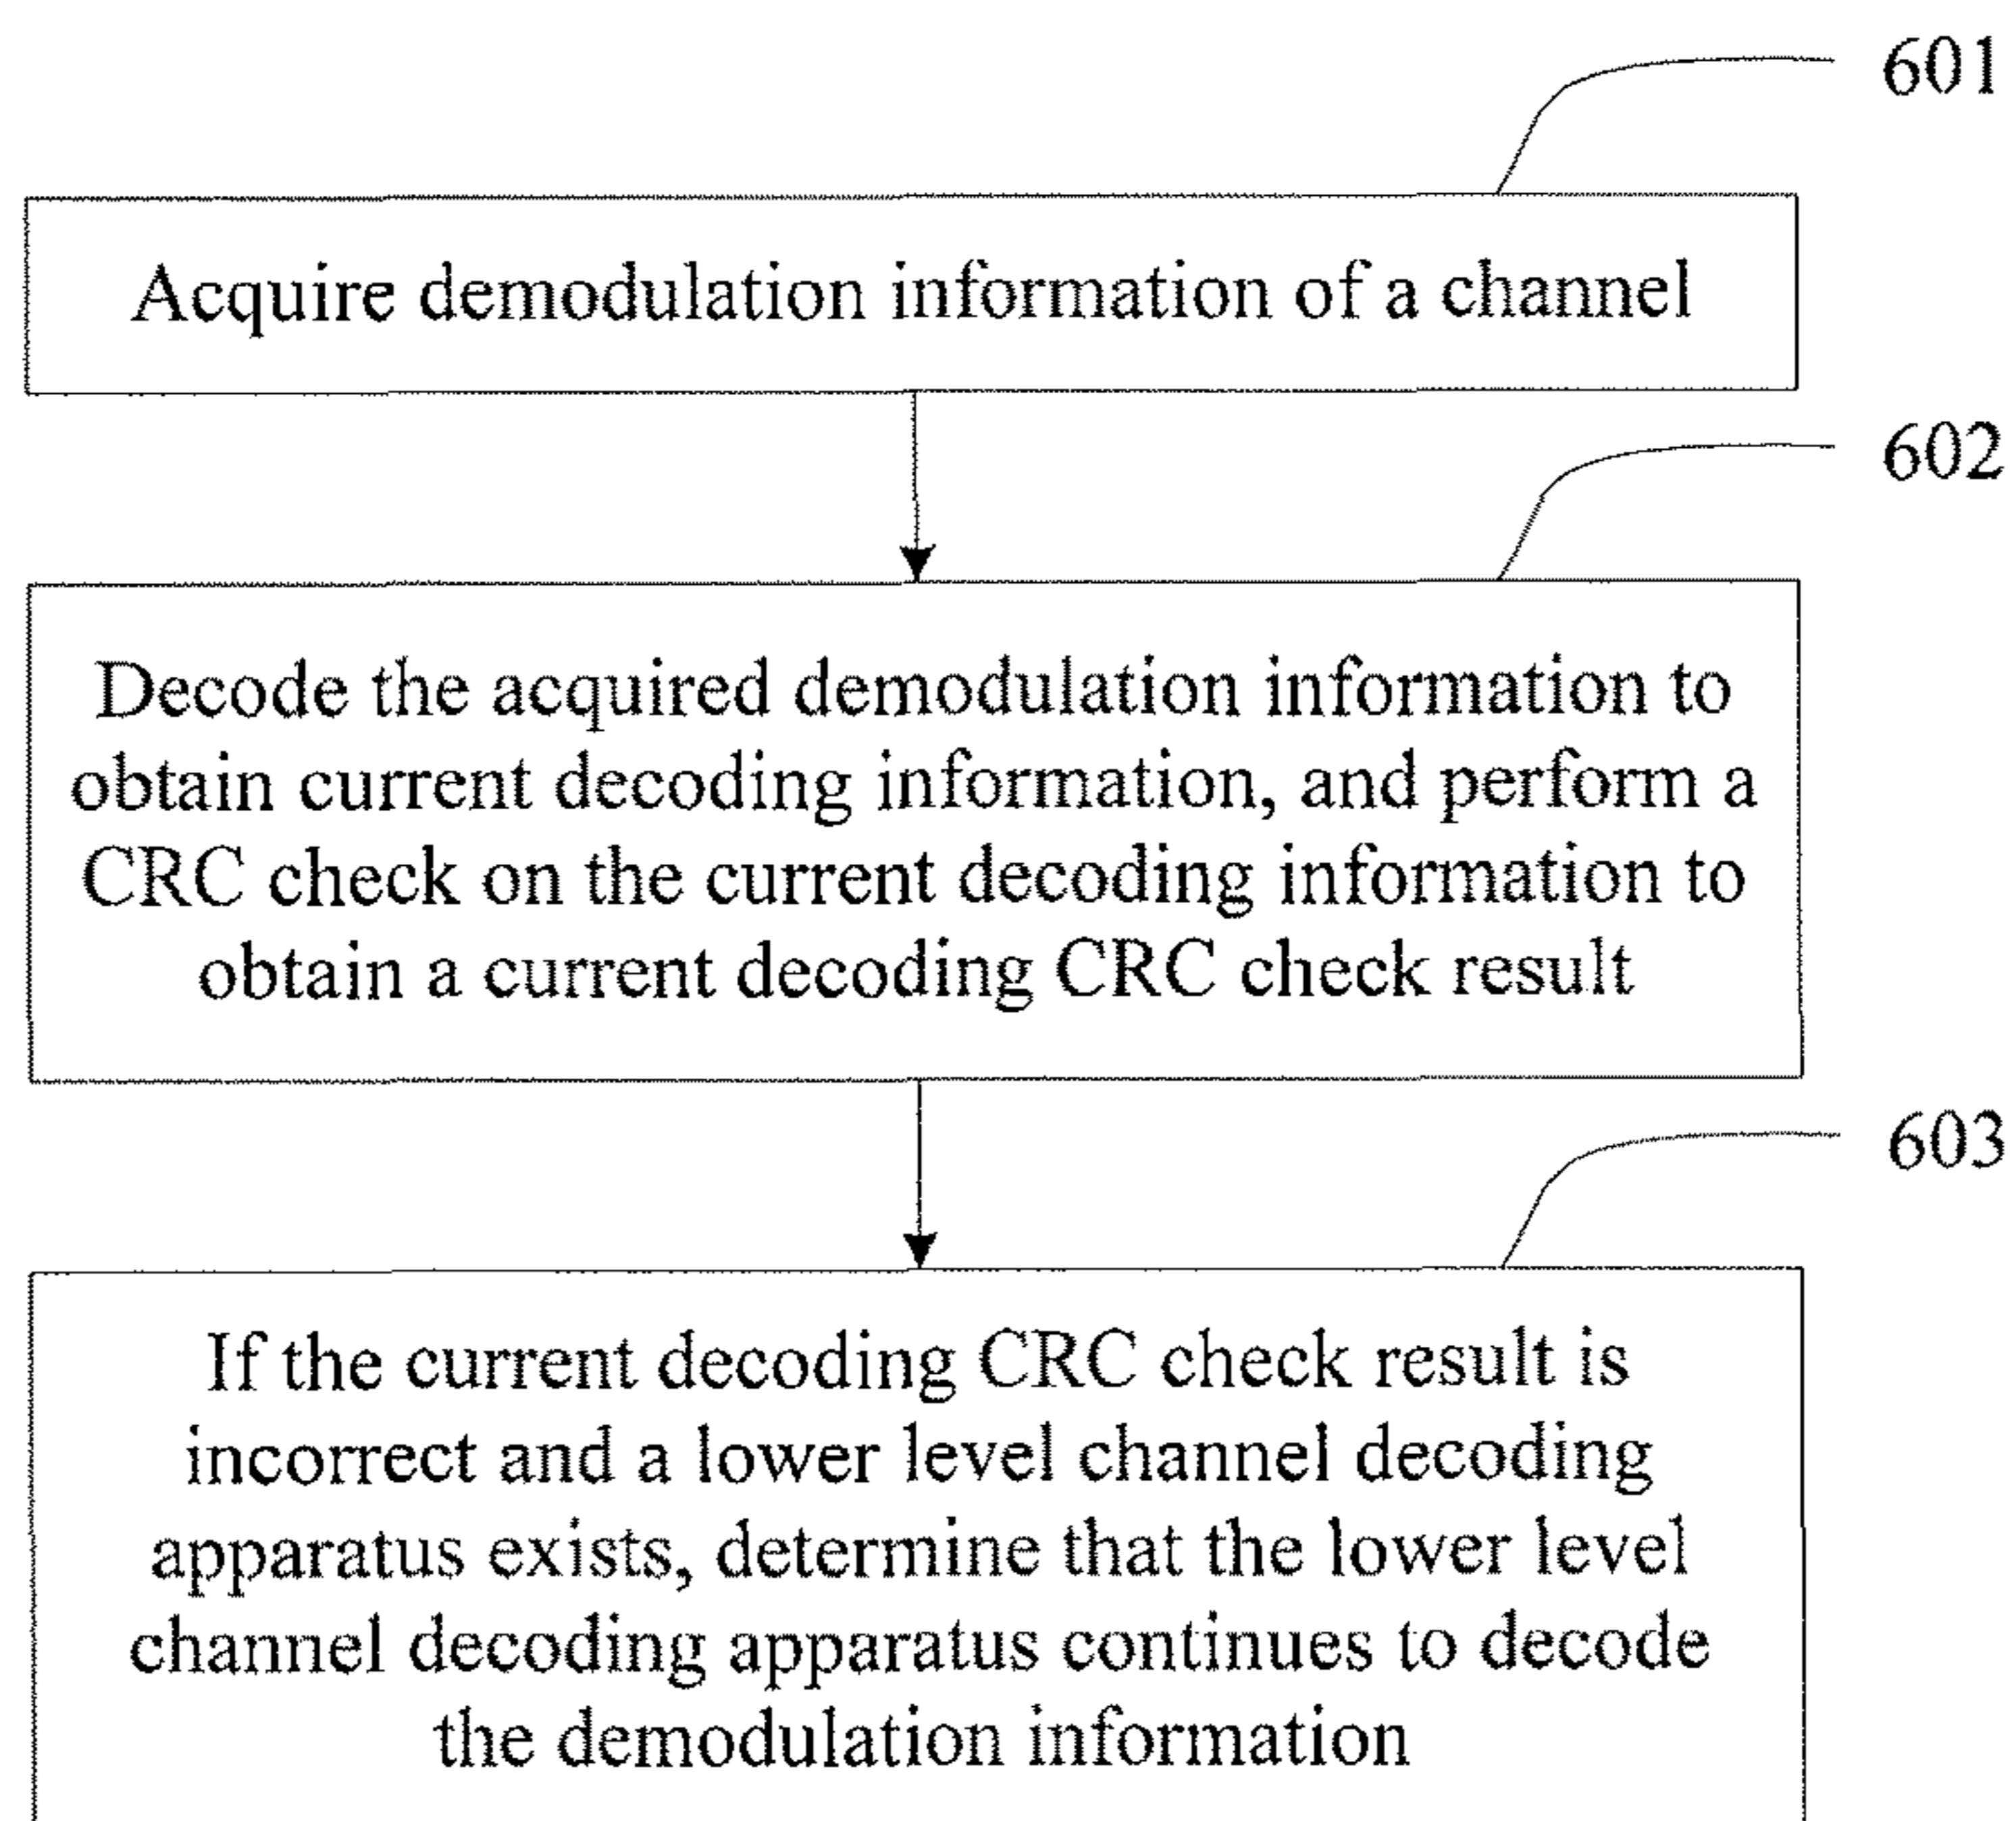 601
Acquire demodulation information of a channel
602
Decode the acquired demodulation information to
obtain current decoding information, and perform a
CRC check on the current decoding information to
obtain a current decoding CRC check result
603
If the current decoding CRC check result is
incorrect and a lower level channel decoding
apparatus exists, determine that the lower level
channel decoding apparatus continues to decode
the demodulation information